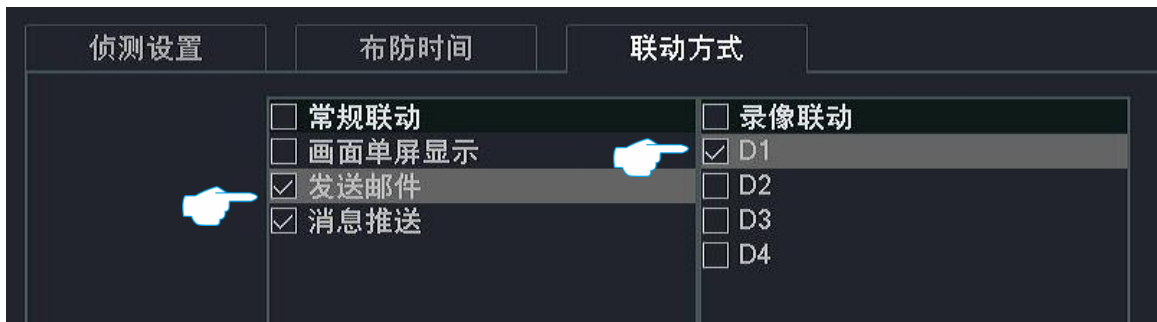 侦测设置 布防时间 联动方式
常规联动 录像联动
画面单屏显示 D1
发送邮件 D2
消息推送 D3
D4